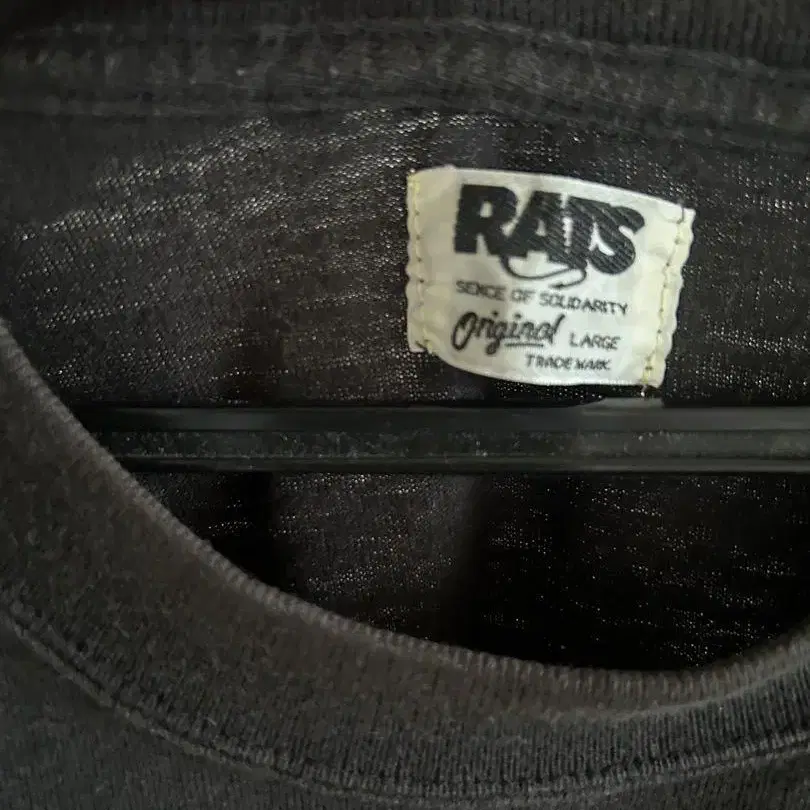 RATS
SENCE OF SOLIDARITY
Original LARGE
TRADE MARK